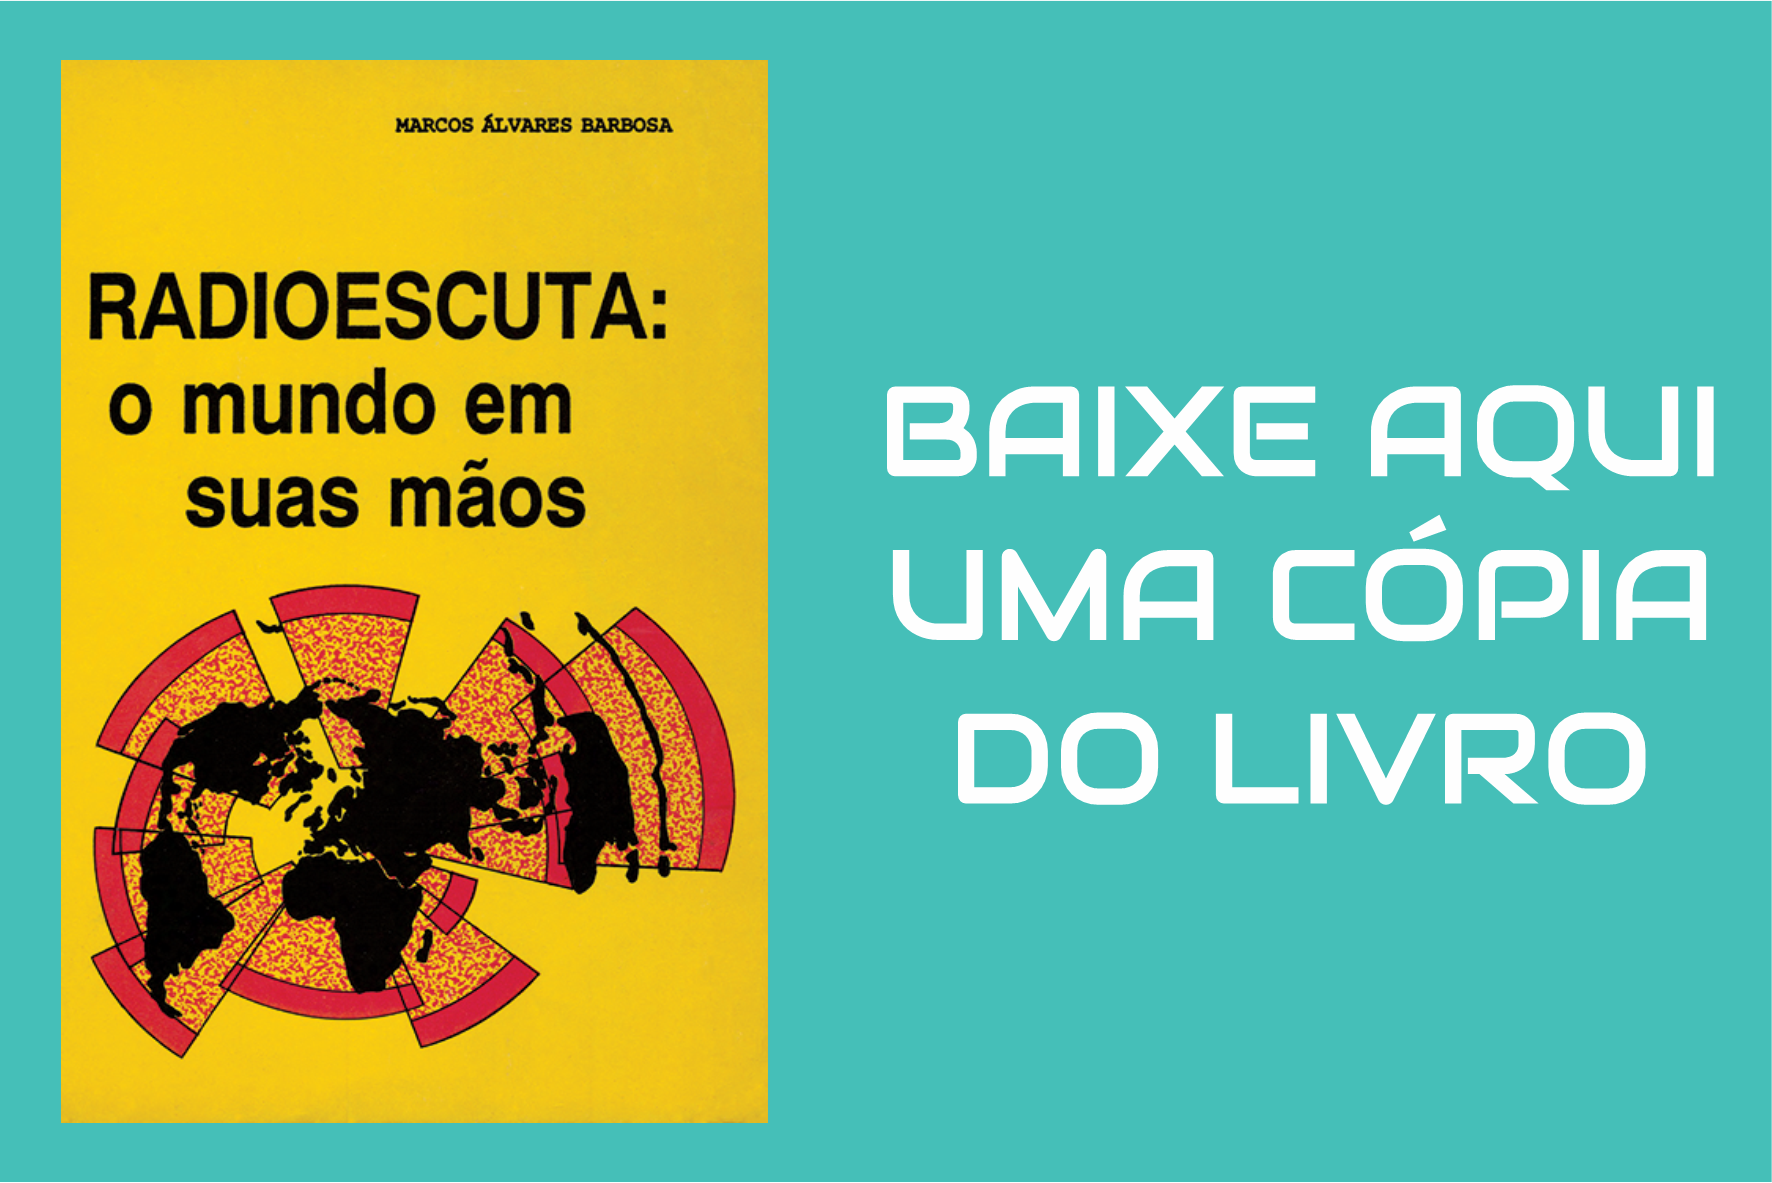 MARCOS ÁLVARES BARBOSA
RADIOESCUTA:
o mundo em
suas mãos
BAIXE AQUI
UMA CÓPIA
DO LIVRO